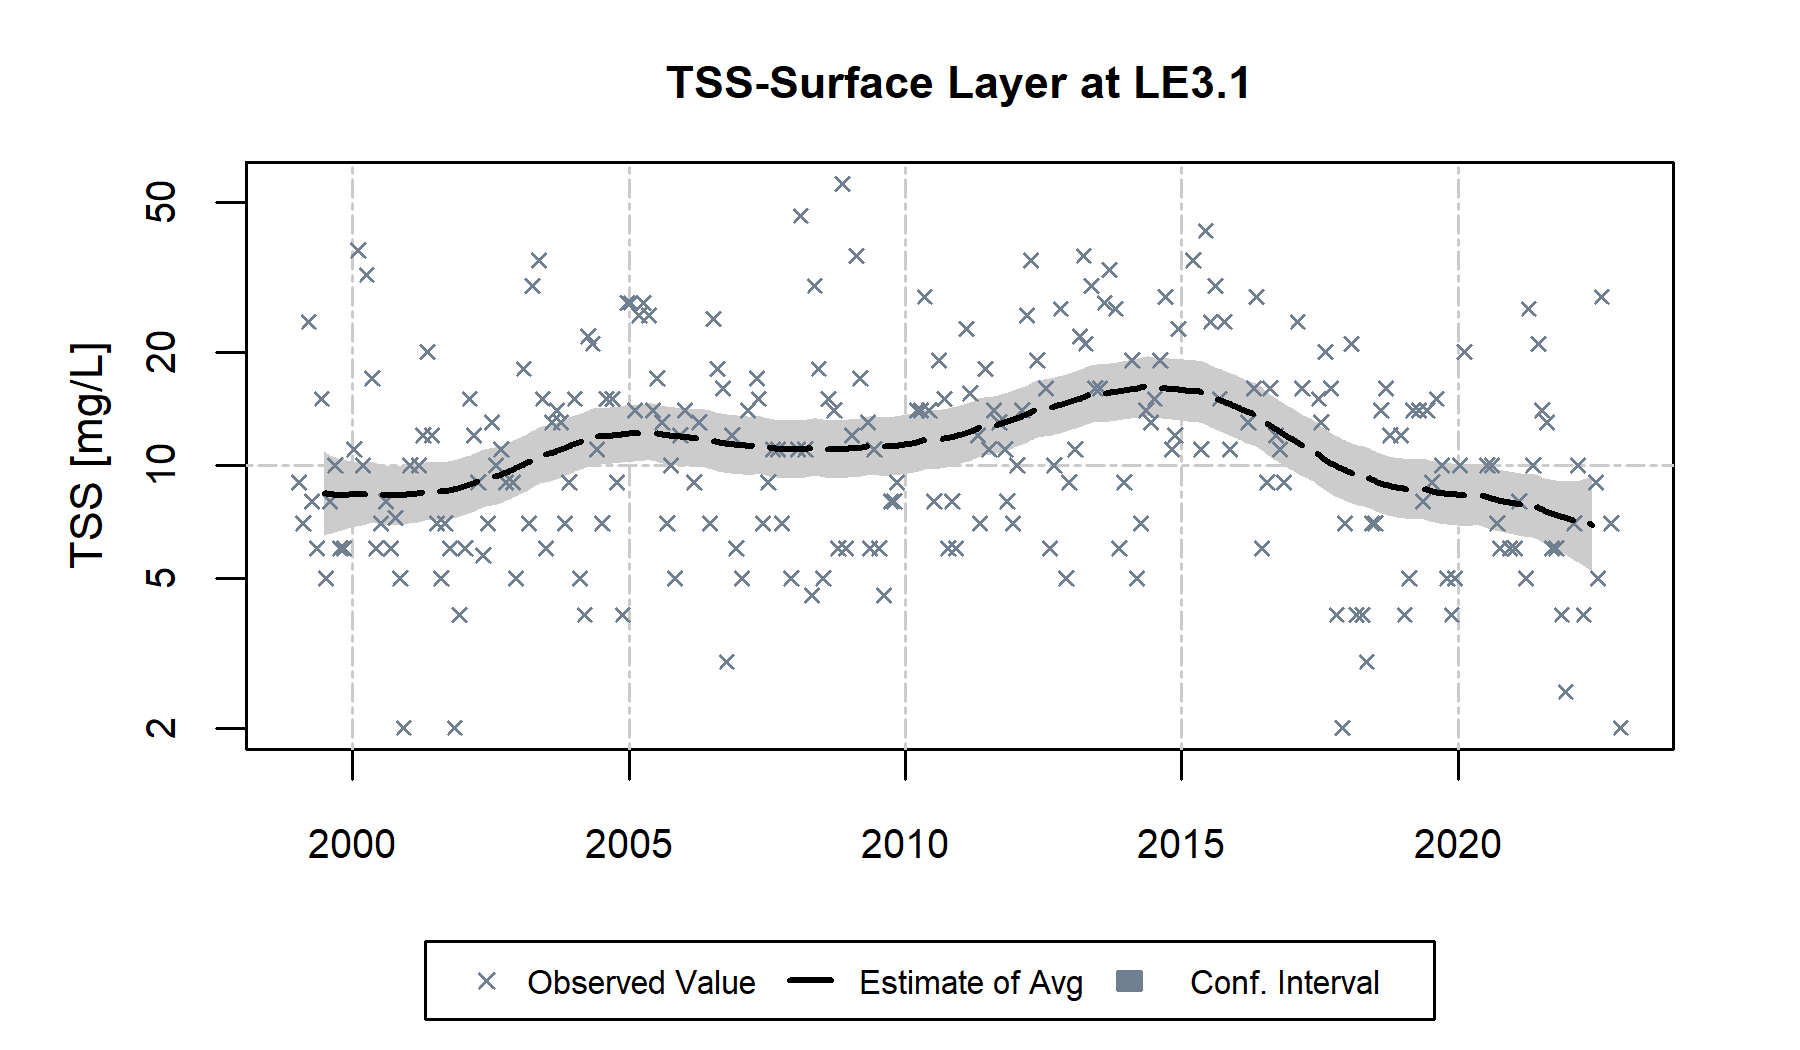 TSS-Surface Layer at LE3.1
TSS [mg/L]
50
20
10
5
2
2000 2005 2010 2015 2020
Observed Value Estimate of Avg Conf. Interval